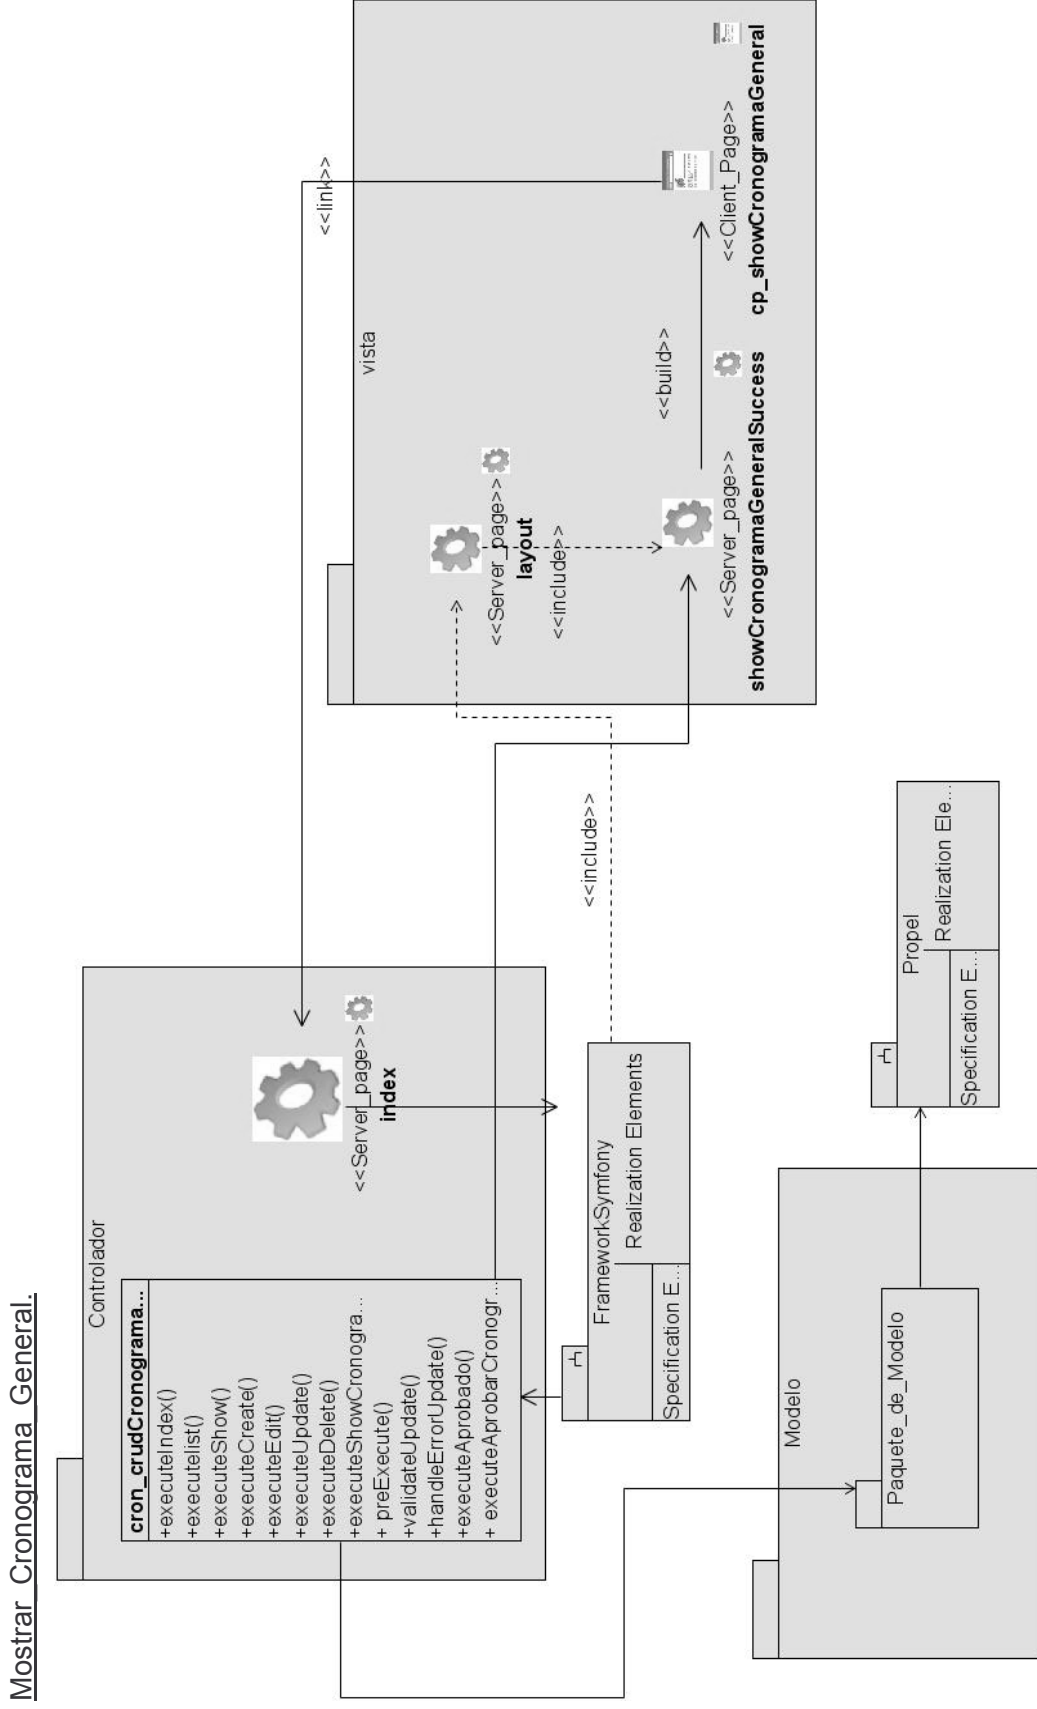 Mostrar_Cronograma_General.
Controlador
cron_crudCronograma...
+executeIndex()
+executelist()
+executeShow()
+executeCreate()
+executeEdit()
+executeUpdate()
+executeDelete()
+executeShowCronogra...
+ preExecute()
+validateUpdate()
+handleErrorUpdate()
+executeAprobado()
+ executeAprobarCronogr...
<<Server_page>>
index
<<link>>
vista
<<Server_page>>
layout
<<include>>
<<build>>
<<Server_page>>
showCronogramaGeneralSuccess
<<Client_Page>>
cp_showCronogramaGeneral
<<include>>
FrameworkSymfony
Realization Elements
Specification E...
Modelo
Paquete_de_Modelo
Propel
Realization Ele...
Specification E...